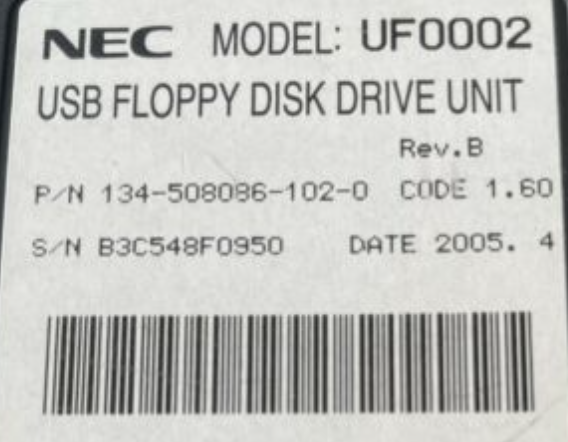 NEC MODEL: UF0002
USB FLOPPY DISK DRIVE UNIT
Rev.B
P/N 134-508086-102-0 CODE 1.60
S/N B3C548F0950 DATE 2005. 4